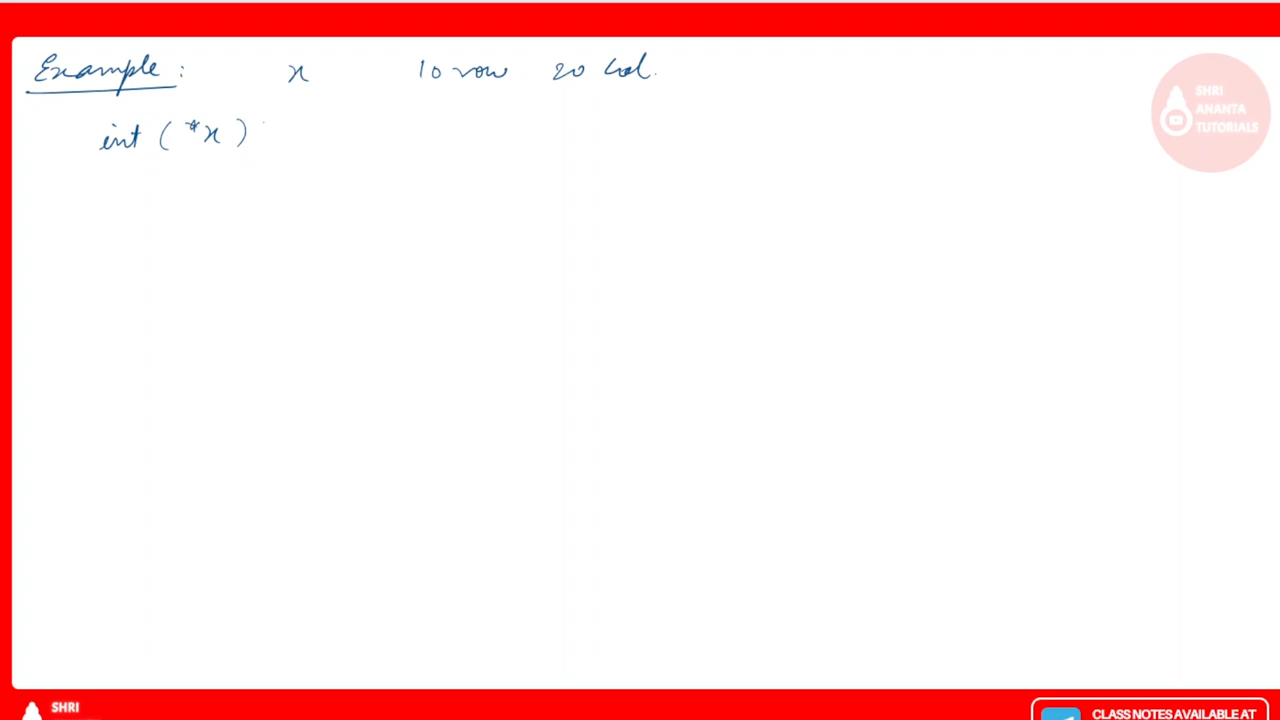 Example : x 10 row 20 col.
int (*x)
SHRI
ANANTA
TUTORIALS
SHRI
CLASS NOTES AVAILABLE AT